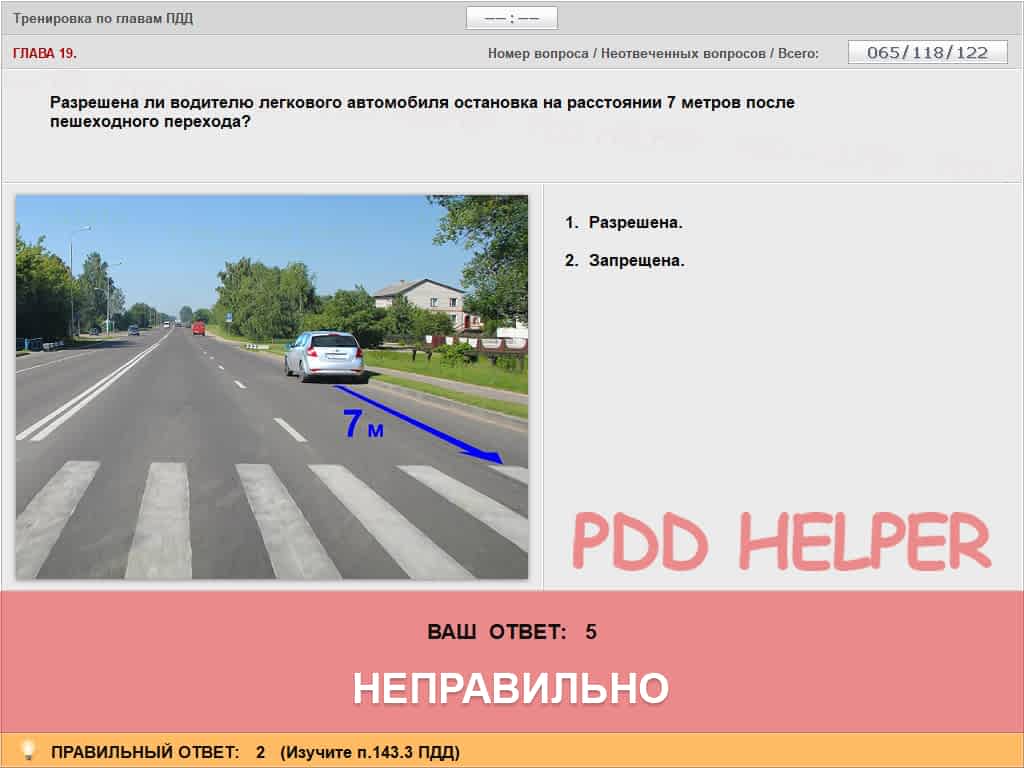 Тренировка по главам ПДД
—— : ——
ГЛАВА 19.
Номер вопроса / Неотвеченных вопросов / Всего:
065/118/122
Разрешена ли водителю легкового автомобиля остановка на расстоянии 7 метров после
пешеходного перехода?
1. Разрешена.
2. Запрещена.
7 м
PDD HELPER
ВАШ ОТВЕТ: 5
НЕПРАВИЛЬНО
ПРАВИЛЬНЫЙ ОТВЕТ: 2 (Изучите п.143.3 ПДД)